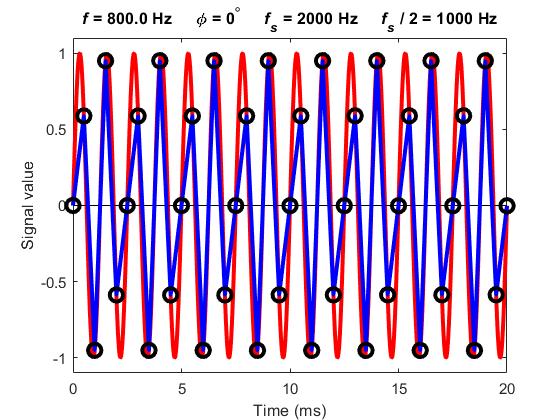 f = 800.0 Hz ϕ = 0° fs = 2000 Hz fs / 2 = 1000 Hz
1
0.5
0
-0.5
-1
Signal value
0 5 10 15 20
Time (ms)